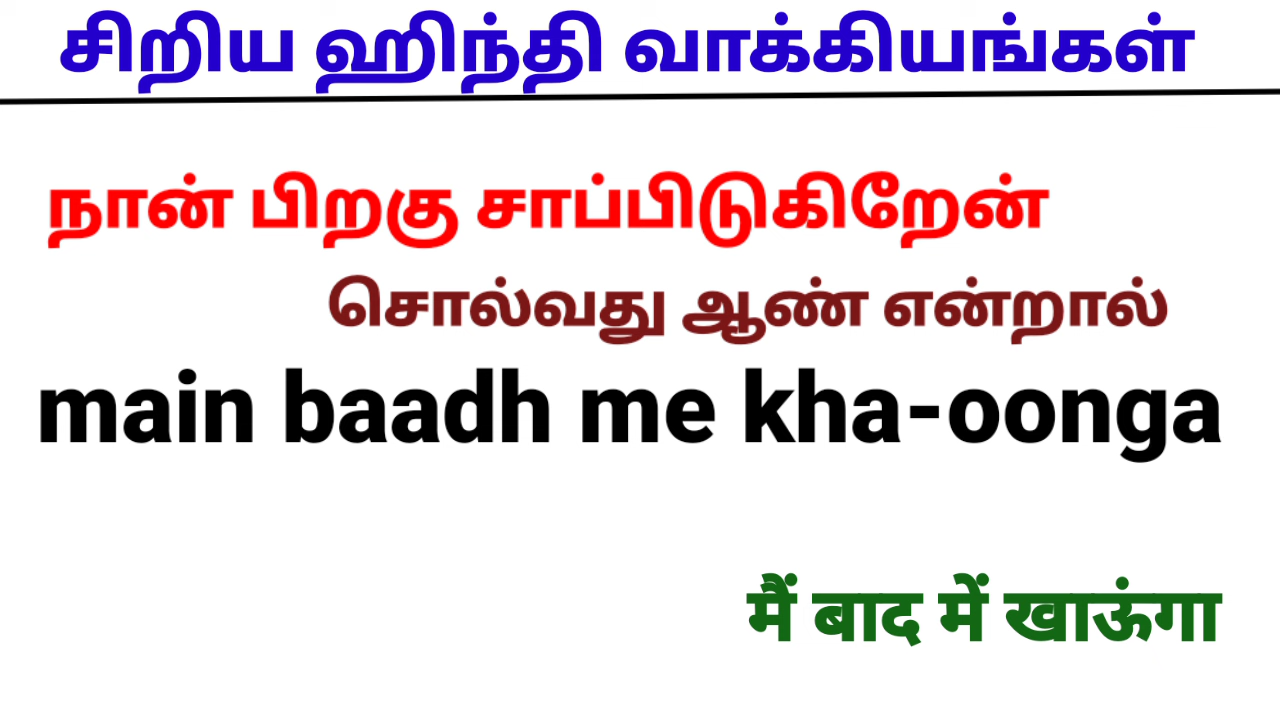 சிறிய ஹிந்தி வாக்கியங்கள்
நான் பிறகு சாப்பிடுகிறேன்
சொல்வது ஆண் என்றால்
main baadh me kha-oonga
मैं बाद में खाऊंगा